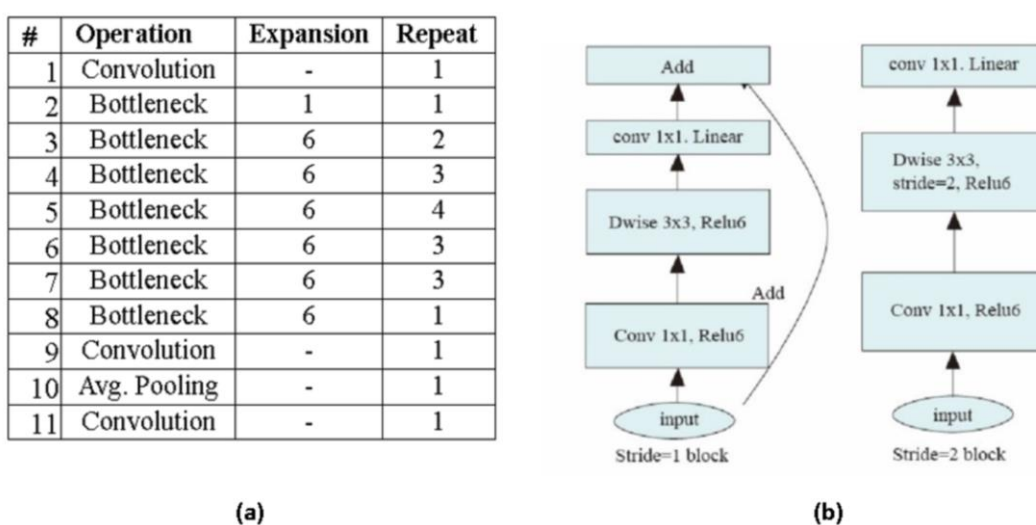 # Operation Expansion Repeat
1 Convolution - 1
2 Bottleneck 1 1
3 Bottleneck 6 2
4 Bottleneck 6 3
5 Bottleneck 6 4
6 Bottleneck 6 3
7 Bottleneck 6 3
8 Bottleneck 6 1
9 Convolution - 1
10 Avg. Pooling - 1
11 Convolution - 1
(a)
Add
conv 1x1. Linear
Dwise 3x3, Relu6
Add
Conv 1x1, Relu6
input
Stride=1 block
conv 1x1. Linear
Dwise 3x3,
stride=2, Relu6
Conv 1x1, Relu6
input
Stride=2 block
(b)